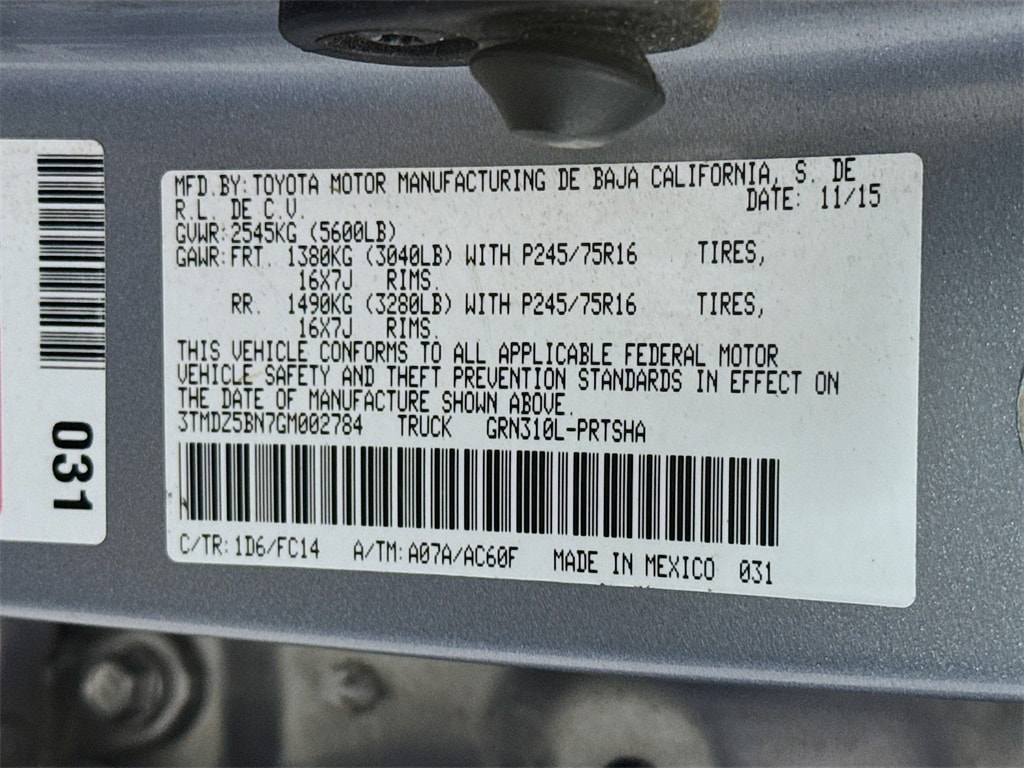 MFD.BY:TOYOTA MOTOR MANUFACTURING DE BAJA CALIFORNIA, S. DE
R.L. DE C.V. DATE: 11/15
GVWR:2545KG (5600LB)
GAWR:FRT. 1380KG (3040LB) WITH P245/75R16 TIRES,
16X7J RIMS.
RR. 1490KG (3280LB) WITH P245/75R16 TIRES,
16X7J RIMS.
THIS VEHICLE CONFORMS TO ALL APPLICABLE FEDERAL MOTOR
VEHICLE SAFETY AND THEFT PREVENTION STANDARDS IN EFFECT ON
THE DATE OF MANUFACTURE SHOWN ABOVE.
3TMDZ5BN7GM002784 TRUCK GRN310L-PRTSHA
C/TR:1D6/FC14 A/TM:A07A/AC60F MADE IN MEXICO 031
031